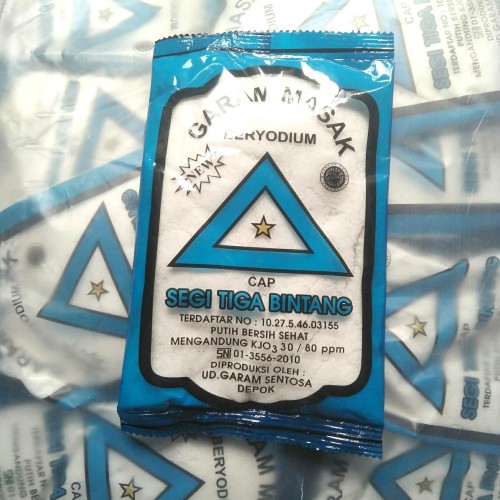 GARAM MASAK
BERYODIUM
NEW
CAP
SEGI TIGA BINTANG
TERDAFTAR NO : 10.27.5.46.03155
PUTIH BERSIH SEHAT
MENGANDUNG KJO3 30 / 80 ppm
SNI 01-3556-2010
DIPRODUKSI OLEH :
UD.GARAM SENTOSA
DEPOK